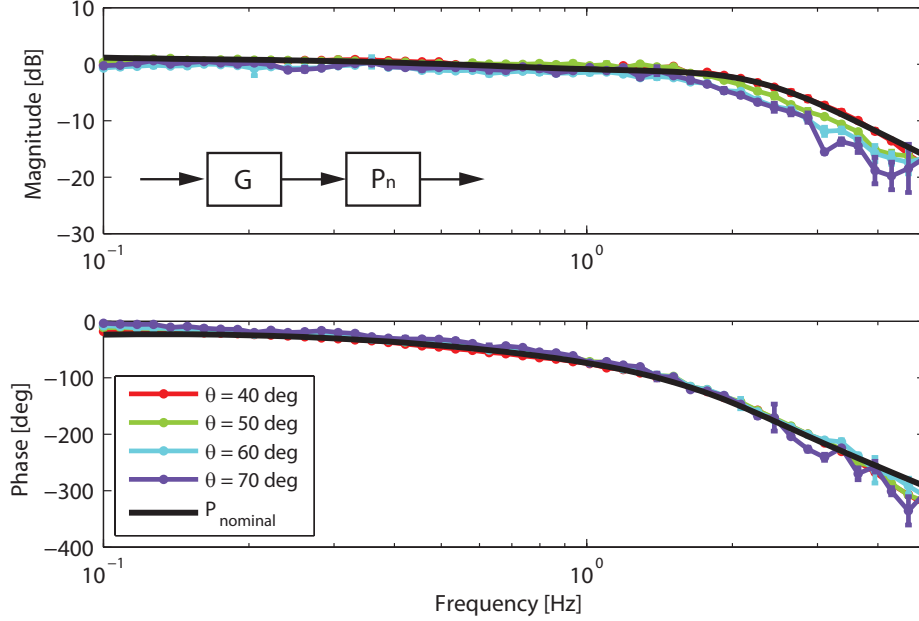 10
0
−10
−20
−30
Magnitude [dB]
G
Pn
10⁻¹
10⁰
0
−100
−200
−300
−400
Phase [deg]
θ = 40 deg
θ = 50 deg
θ = 60 deg
θ = 70 deg
P nominal
10⁻¹
10⁰
Frequency [Hz]